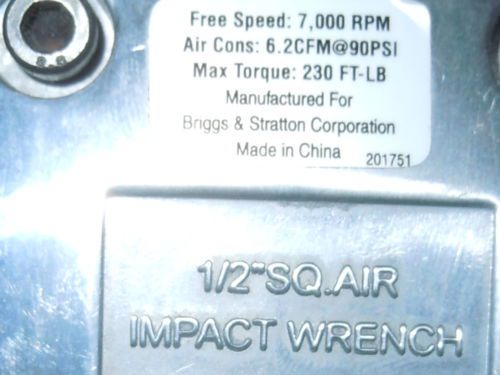 Free Speed: 7,000 RPM
Air Cons: 6.2CFM@90PSI
Max Torque: 230 FT-LB
Manufactured For
Briggs & Stratton Corporation
Made in China 201751
1/2"SQ.AIR
IMPACT WRENCH